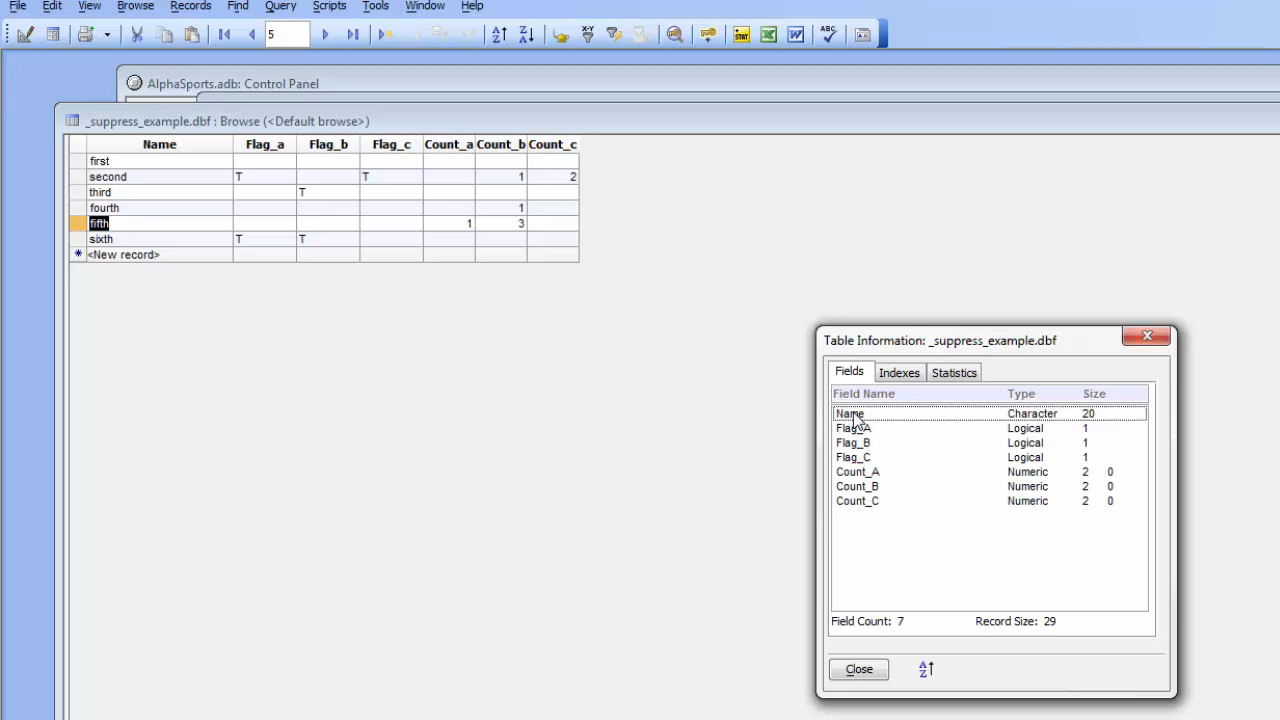 File Edit View Browse Records Find Query Scripts Tools Window Help
5 A Z Z A STAT X W ABC
AlphaSports.adb: Control Panel
_suppress_example.dbf : Browse (<Default browse>)
Name Flag_a Flag_b Flag_c Count_a Count_b Count_c
first
second T T 1 2
third T
fourth 1
fifth 1 3
sixth T T
* <New record>
Table Information: _suppress_example.dbf
Fields Indexes Statistics
Field Name Type Size
Name Character 20
Flag_A Logical 1
Flag_B Logical 1
Flag_C Logical 1
Count_A Numeric 2 0
Count_B Numeric 2 0
Count_C Numeric 2 0
Field Count: 7 Record Size: 29
Close A Z